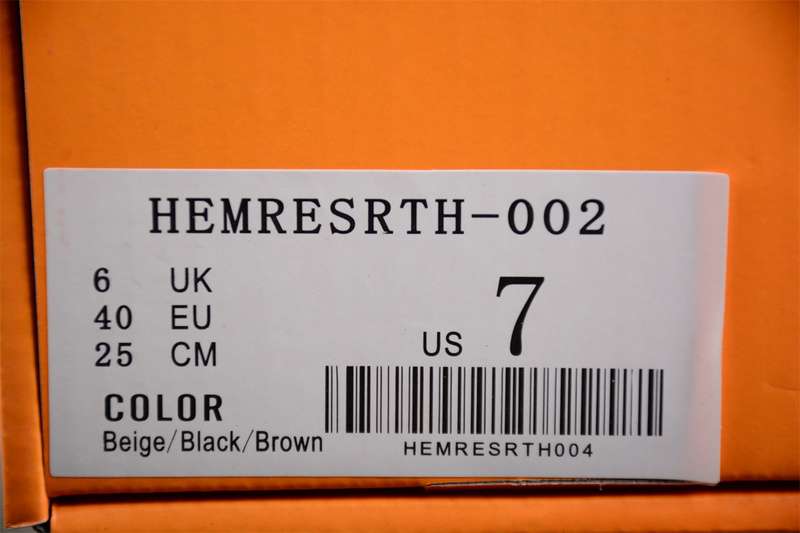 HEMRESRTH-002
6 UK
40 EU
25 CM
US 7
COLOR
Beige/Black/Brown
HEMRESRTH004